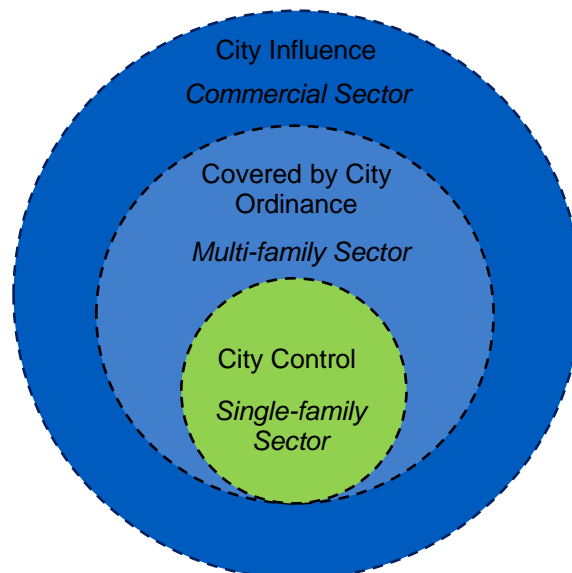 City Influence
Commercial Sector
Covered by City
Ordinance
Multi-family Sector
City Control
Single-family
Sector